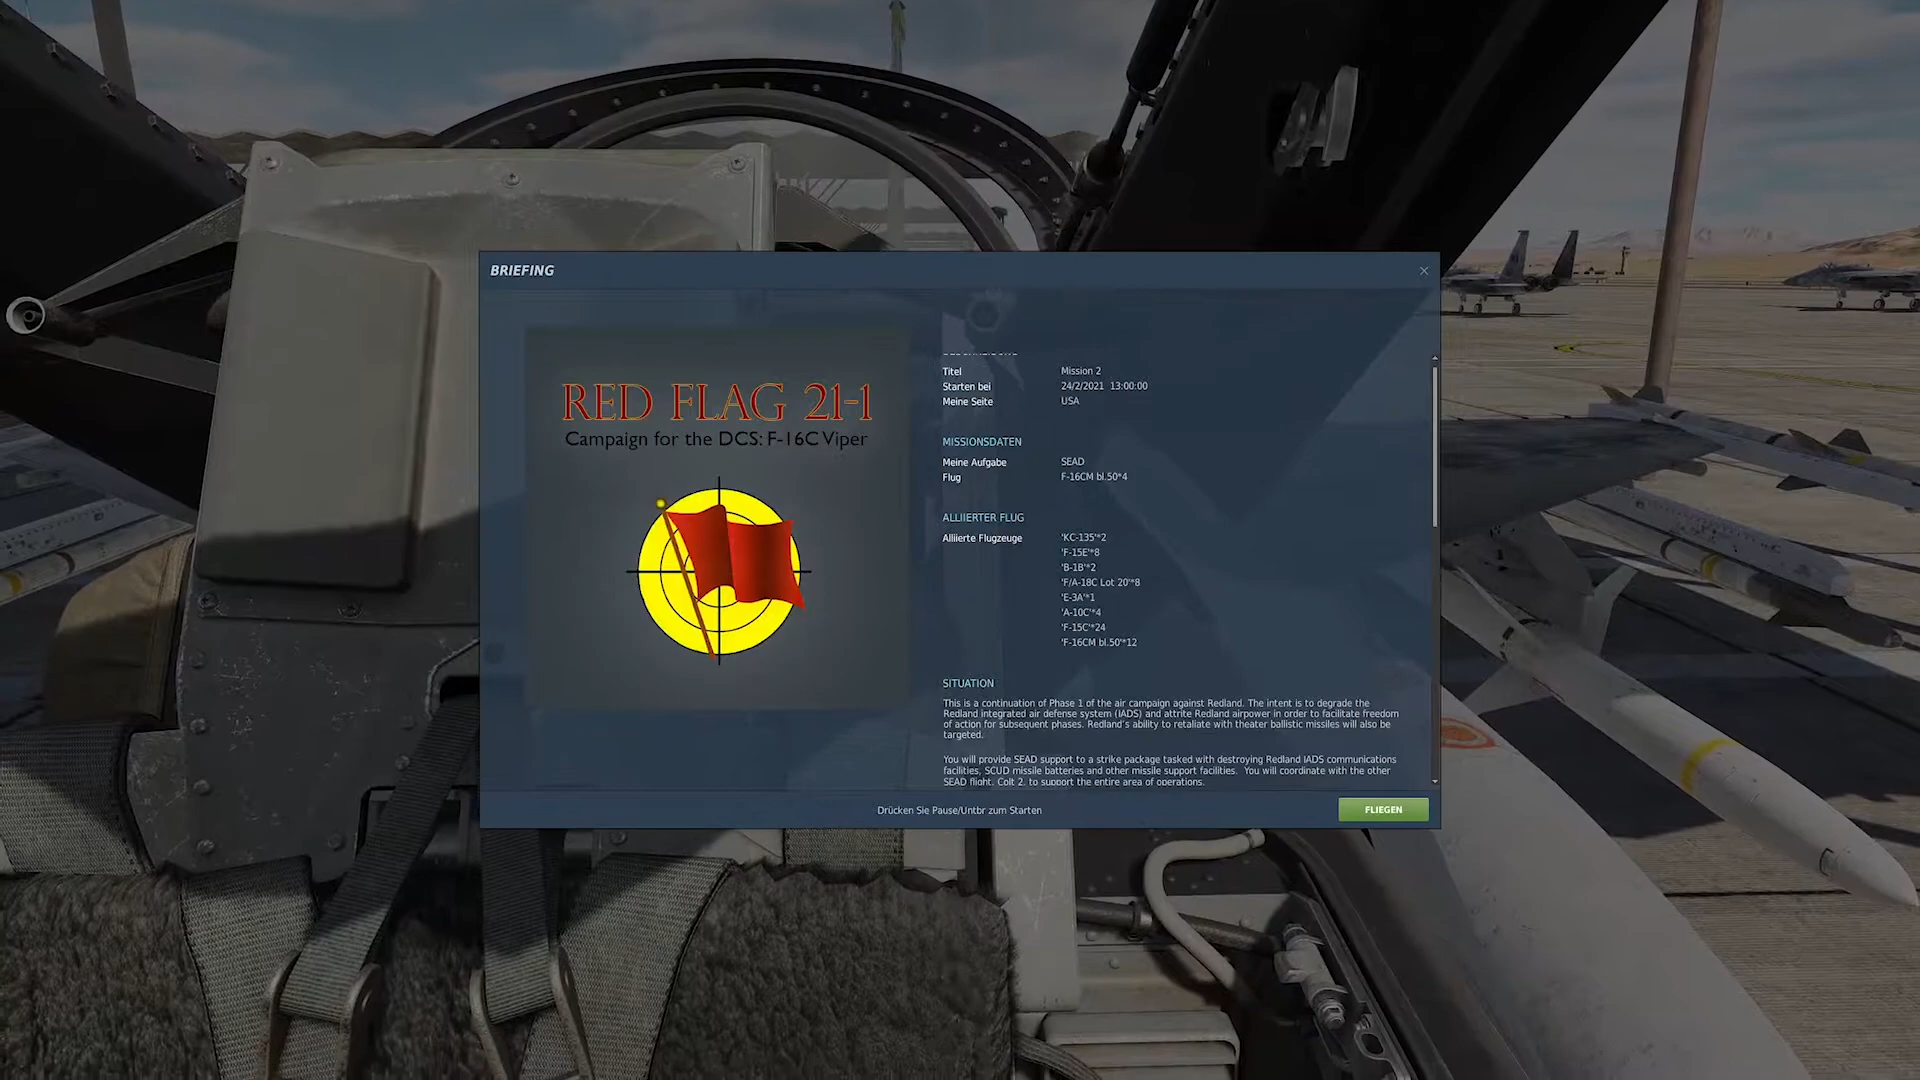 BRIEFING
RED FLAG 21-1
Campaign for the DCS: F-16C Viper
Titel Mission 2
Starten bei 24/2/2021 13:00:00
Meine Seite USA
MISSIONSDATEN
Meine Aufgabe SEAD
Flug F-16CM bl.50*4
ALLIIERTER FLUG
Alliierte Flugzeuge 'KC-135'*2
'F-15E'*8
'B-1B'*2
'F/A-18C Lot 20'*8
'E-3A'*1
'A-10C'*4
'F-15C'*24
'F-16CM bl.50'*12
SITUATION
This is a continuation of Phase 1 of the air campaign against Redland. The intent is to degrade the
Redland integrated air defense system (IADS) and attrite Redland airpower in order to facilitate freedom
of action for subsequent phases. Redland´s ability to retaliate with theater ballistic missiles will also be
targeted.
You will provide SEAD support to a strike package tasked with destroying Redland IADS communications
facilities, SCUD missile batteries and other missile support facilities. You will coordinate with the other
SEAD flight, Colt 2, to support the entire area of operations.
Drücken Sie Pause/Untbr zum Starten
FLIEGEN